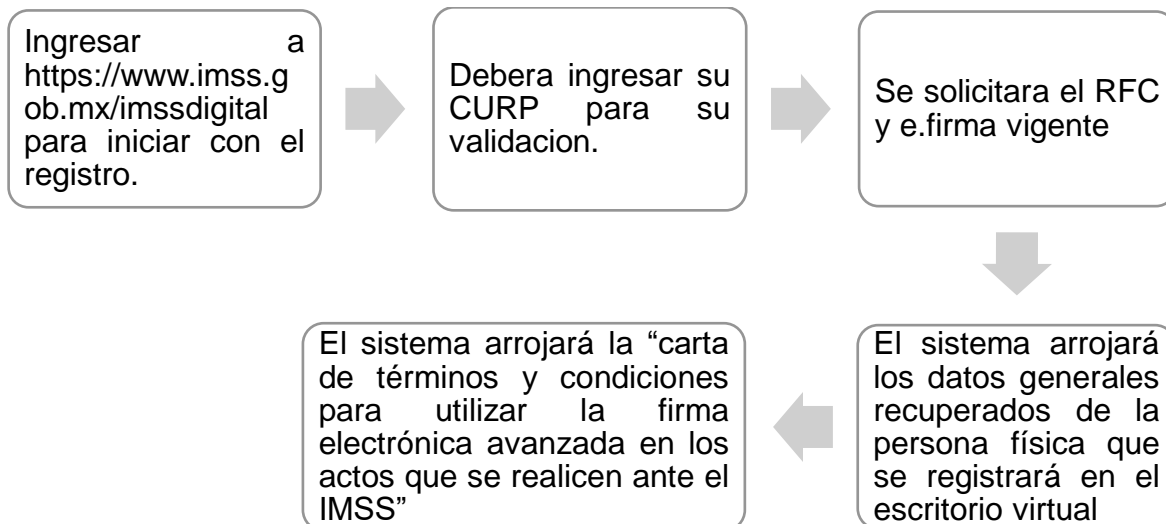 Ingresar a
https://www.imss.g
ob.mx/imssdigital
para iniciar con el
registro.
Debera ingresar su
CURP para su
validacion.
Se solicitara el RFC
y e.firma vigente
El sistema arrojará
los datos generales
recuperados de la
persona física que
se registrará en el
escritorio virtual
El sistema arrojará la “carta
de términos y condiciones
para utilizar la firma
electrónica avanzada en los
actos que se realicen ante el
IMSS”